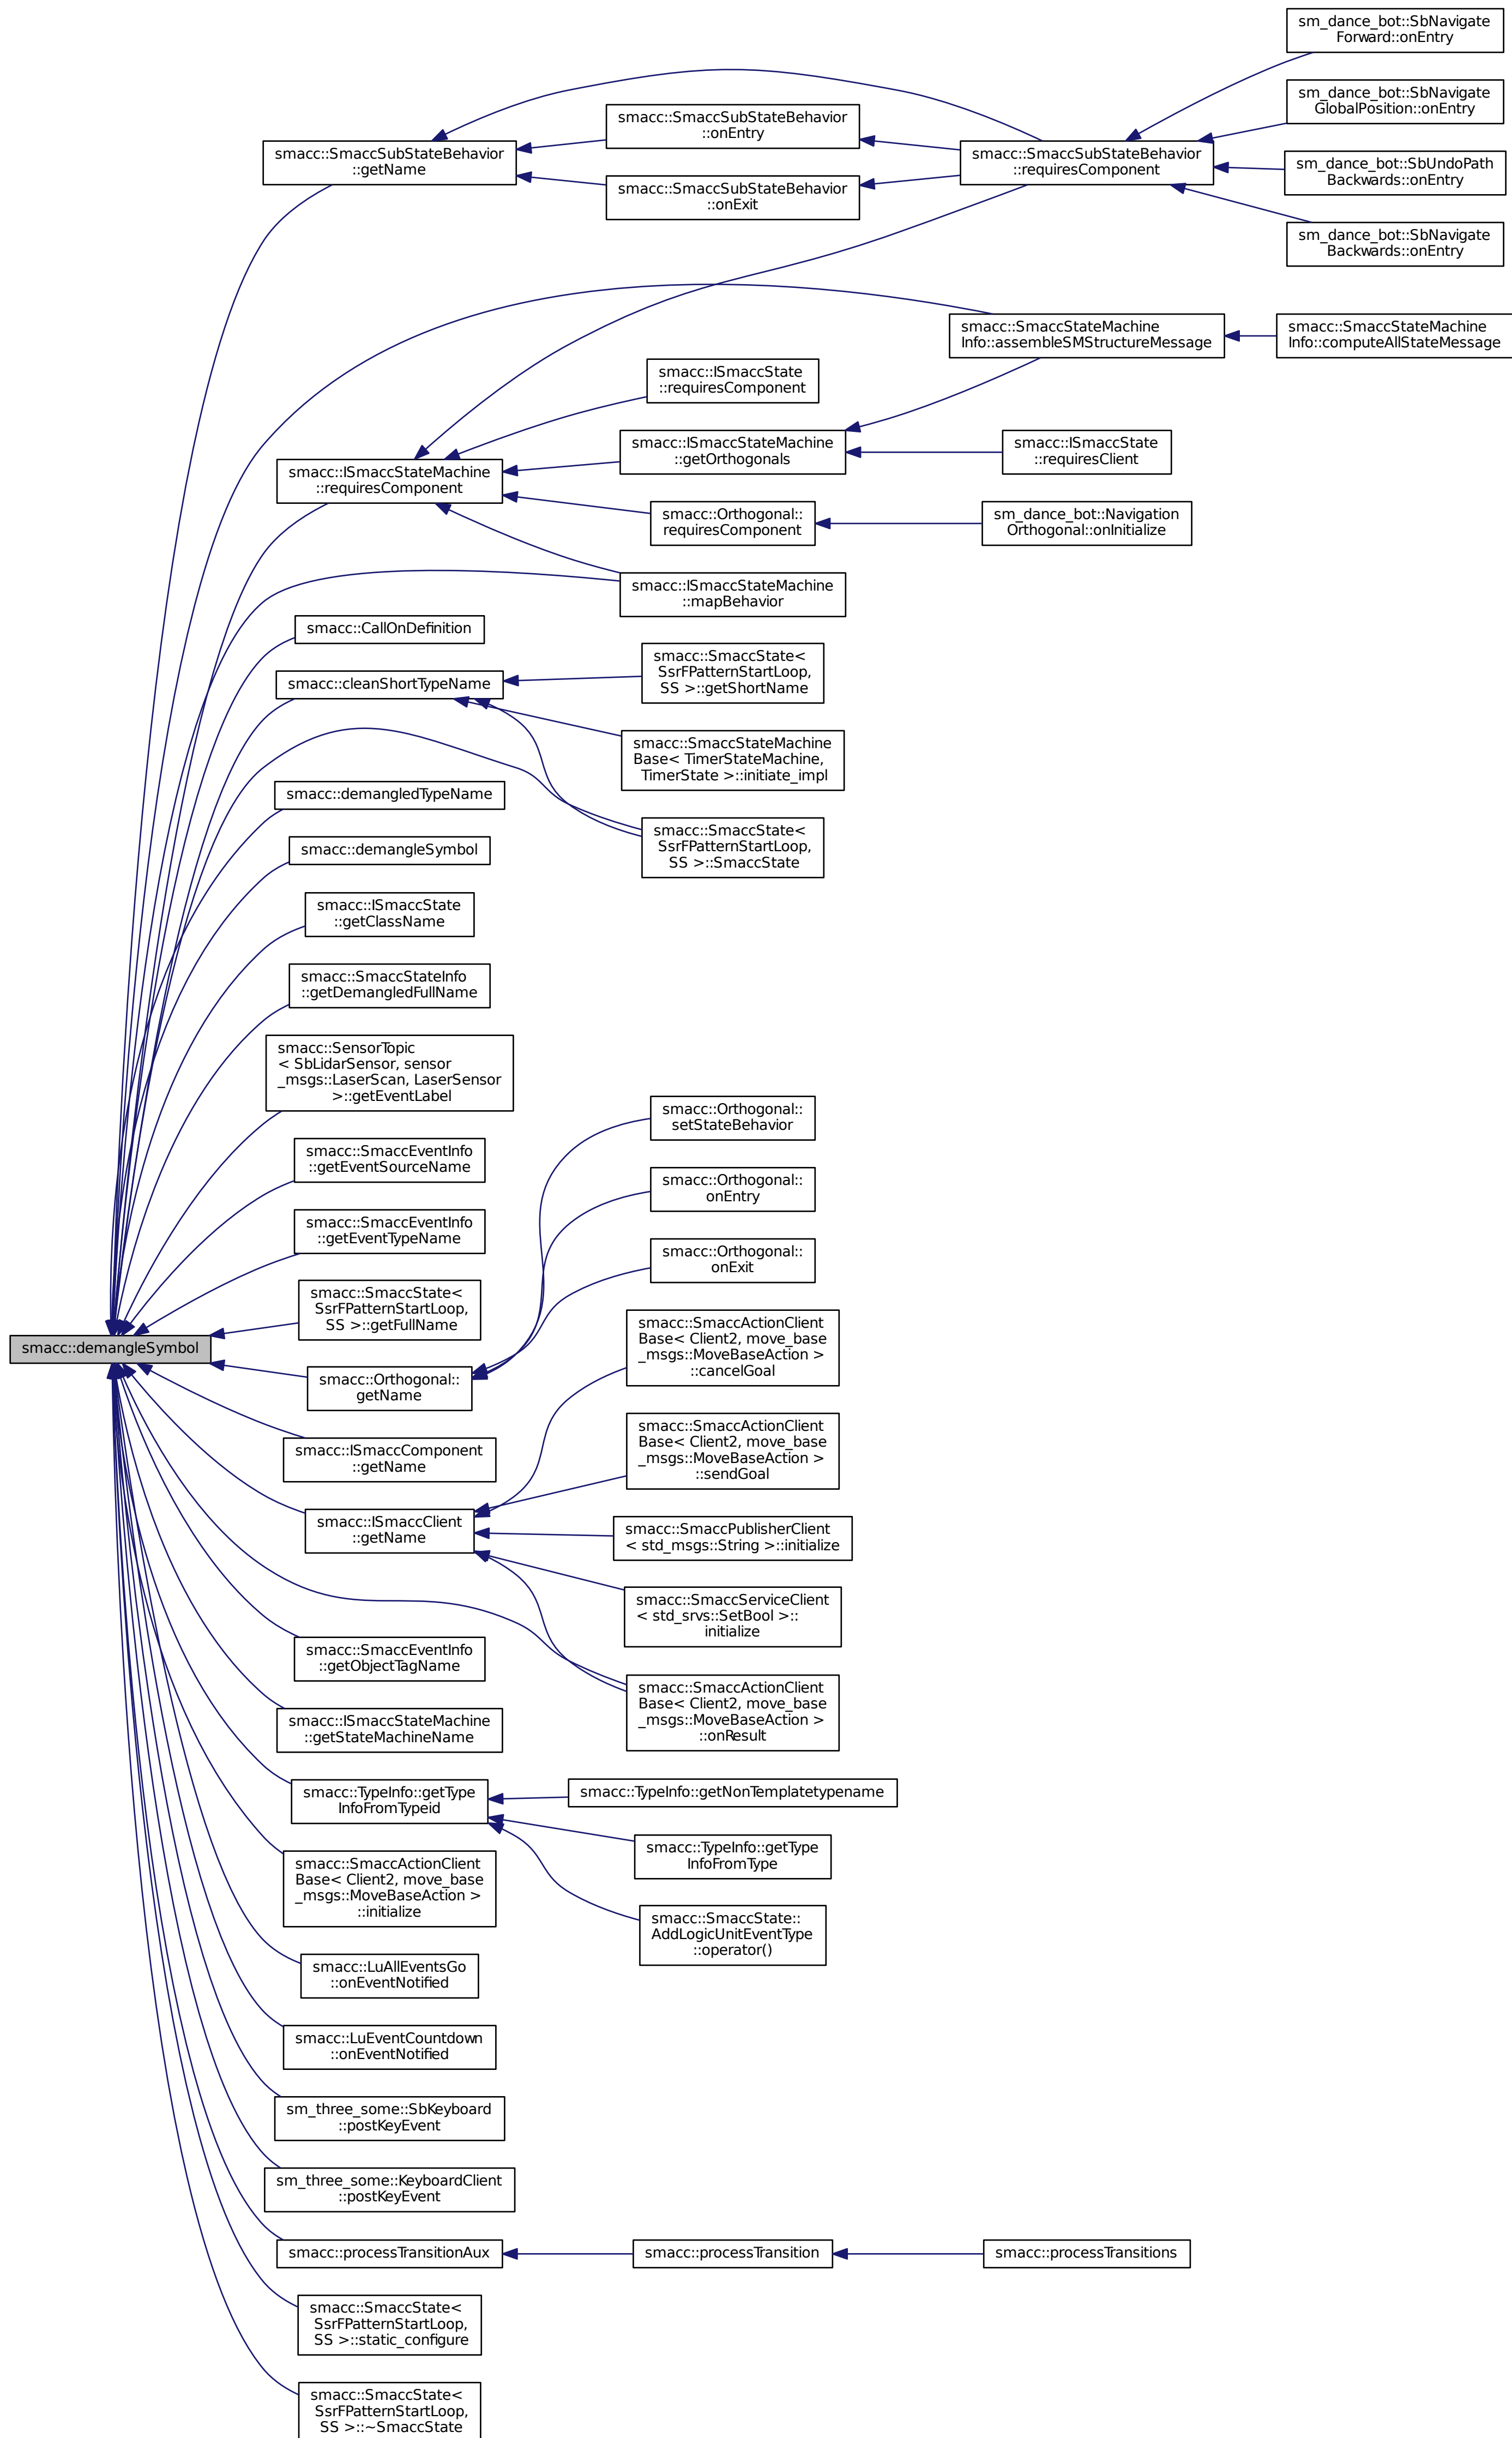 sm_dance_bot::SbNavigate
Forward::onEntry
sm_dance_bot::SbNavigate
GlobalPosition::onEntry
smacc::SmaccSubStateBehavior
::onEntry
smacc::SmaccSubStateBehavior
::getName
smacc::SmaccSubStateBehavior
::requiresComponent
sm_dance_bot::SbUndoPath
Backwards::onEntry
smacc::SmaccSubStateBehavior
::onExit
sm_dance_bot::SbNavigate
Backwards::onEntry
smacc::SmaccStateMachine
Info::assembleSMStructureMessage
smacc::SmaccStateMachine
Info::computeAllStateMessage
smacc::ISmaccState
::requiresComponent
smacc::ISmaccStateMachine
::getOrthogonals
smacc::ISmaccState
::requiresClient
smacc::ISmaccStateMachine
::requiresComponent
smacc::Orthogonal::
requiresComponent
sm_dance_bot::Navigation
Orthogonal::onInitialize
smacc::ISmaccStateMachine
::mapBehavior
smacc::CallOnDefinition
smacc::cleanShortTypeName
smacc::SmaccState<
SsrFPatternStartLoop,
SS >::getShortName
smacc::SmaccStateMachine
Base< TimerStateMachine,
TimerState >::initiate_impl
smacc::demangledTypeName
smacc::SmaccState<
SsrFPatternStartLoop,
SS >::SmaccState
smacc::demangleSymbol
smacc::ISmaccState
::getClassName
smacc::SmaccStateInfo
::getDemangledFullName
smacc::SensorTopic
< SbLidarSensor, sensor
_msgs::LaserScan, LaserSensor
>::getEventLabel
smacc::Orthogonal::
setStateBehavior
smacc::SmaccEventInfo
::getEventSourceName
smacc::Orthogonal::
onEntry
smacc::SmaccEventInfo
::getEventTypeName
smacc::Orthogonal::
onExit
smacc::SmaccState<
SsrFPatternStartLoop,
SS >::getFullName
smacc::demangleSymbol
smacc::SmaccActionClient
Base< Client2, move_base
_msgs::MoveBaseAction >
::cancelGoal
smacc::Orthogonal::
getName
smacc::ISmaccComponent
::getName
smacc::SmaccActionClient
Base< Client2, move_base
_msgs::MoveBaseAction >
::sendGoal
smacc::ISmaccClient
::getName
smacc::SmaccPublisherClient
< std_msgs::String >::initialize
smacc::SmaccServiceClient
< std_srvs::SetBool >::
initialize
smacc::SmaccEventInfo
::getObjectTagName
smacc::SmaccActionClient
Base< Client2, move_base
_msgs::MoveBaseAction >
::onResult
smacc::ISmaccStateMachine
::getStateMachineName
smacc::TypeInfo::getType
InfoFromTypeid
smacc::TypeInfo::getNonTemplatetypename
smacc::TypeInfo::getType
InfoFromType
smacc::SmaccActionClient
Base< Client2, move_base
_msgs::MoveBaseAction >
::initialize
smacc::SmaccState::
AddLogicUnitEventType
::operator()
smacc::LuAllEventsGo
::onEventNotified
smacc::LuEventCountdown
::onEventNotified
sm_three_some::SbKeyboard
::postKeyEvent
sm_three_some::KeyboardClient
::postKeyEvent
smacc::processTransitionAux
smacc::processTransition
smacc::processTransitions
smacc::SmaccState<
SsrFPatternStartLoop,
SS >::static_configure
smacc::SmaccState<
SsrFPatternStartLoop,
SS >::~SmaccState